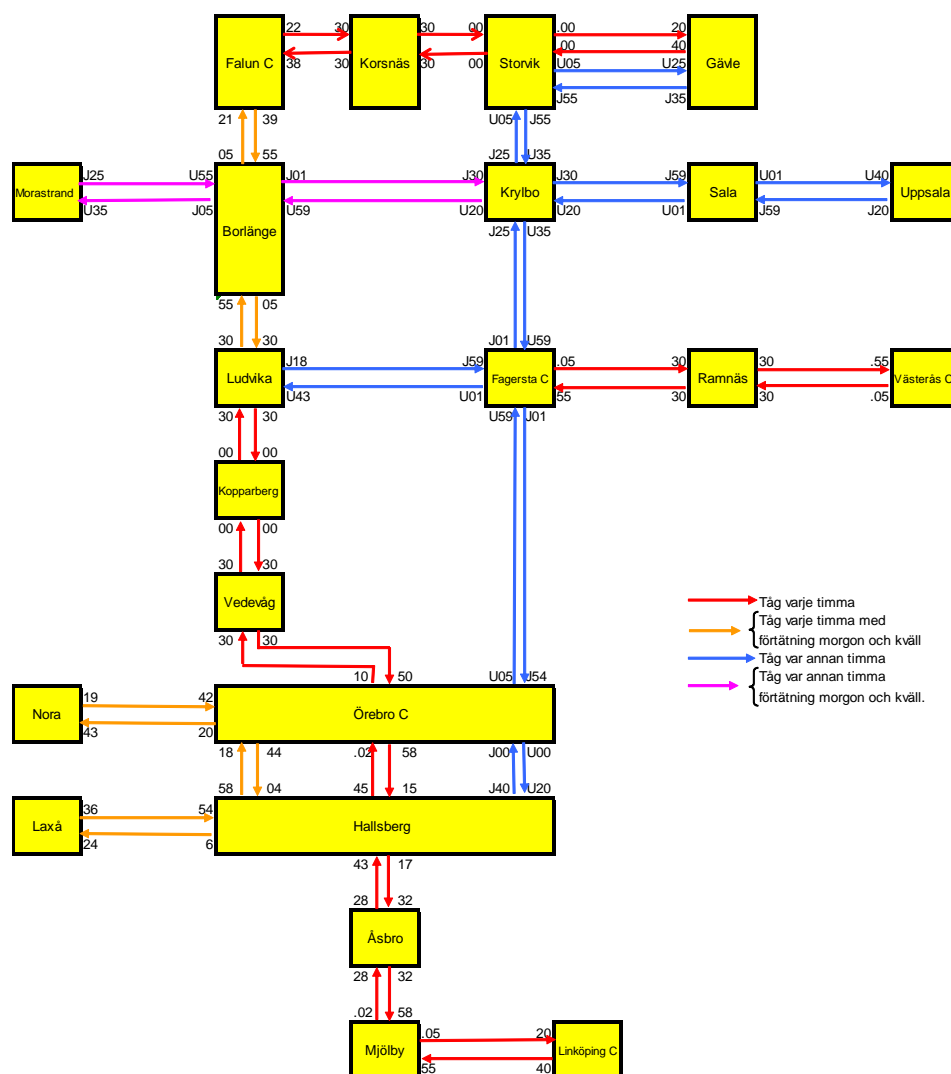 22 30 30 00 .00 20
Falun C Korsnäs Storvik Gävle
38 30 30 00 .00 40
U05 U25
J55 J35
21 39 U05 J55
05 55 J25 U35
J25 U55 J01 J30 J30 J59 U01 U40
Morastrand Borlänge Krylbo Sala Uppsala
U35 J05 U59 U20 U20 U01 J59 J20
J25 U35
55 05
30 30 J01 U59
J18 J59 .05 30 30 .55
Ludvika Fagersta C Ramnäs Västerås C
U43 U01 55 30 30 .05
30 30 U59 J01
00 00
Kopparberg
00 00
30 30
Vedevåg
30 30
Tåg varje timma
Tåg varje timma med
förtätning morgon och kväll
Tåg var annan timma
Tåg var annan timma
förtätning morgon och kväll.
10 50 U05 J54
19 42
Nora Örebro C
43 20
18 44 .02 58 J00 U00
58 04 45 15 J40 U20
36 54
Laxå Hallsberg
24 6
43 17
28 32
Åsbro
28 32
.02 58
.05 20
Mjölby Linköping C
55 40